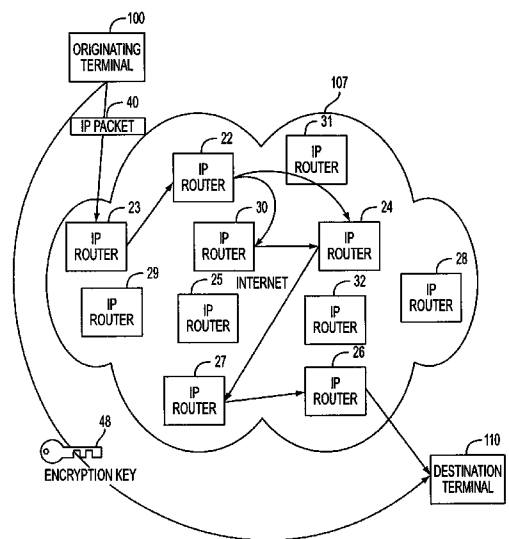 100
ORIGINATING
TERMINAL
40
IP PACKET
107
31
IP
ROUTER
22
IP
ROUTER
23
IP
ROUTER
30
IP
ROUTER
24
IP
ROUTER
29
IP
ROUTER
25
INTERNET
IP
ROUTER
32
IP
ROUTER
28
IP
ROUTER
27
IP
ROUTER
26
IP
ROUTER
48
ENCRYPTION KEY
110
DESTINATION
TERMINAL